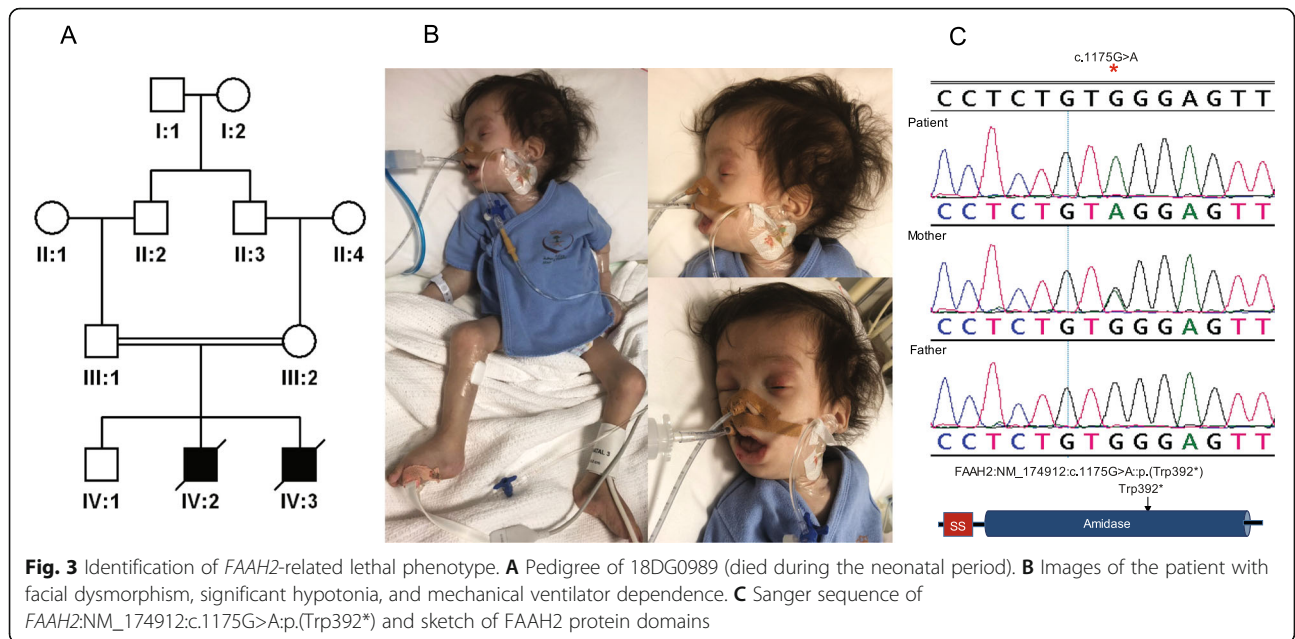 A
B
C
I:1
I:2
II:1
II:2
II:3
II:4
III:1
III:2
IV:1
IV:2
IV:3
c.1175G>A
*
C C T C T G T G G G A G T T
Patient
C C T C T G T A G G A G T T
Mother
C C T C T G T G G G A G T T
Father
C C T C T G T G G G A G T T
FAAH2:NM_174912:c.1175G>A::p.(Trp392*)
Trp392*
SS
Amidase
Fig. 3 Identification of FAAH2-related lethal phenotype. A Pedigree of 18DG0989 (died during the neonatal period). B Images of the patient with
facial dysmorphism, significant hypotonia, and mechanical ventilator dependence. C Sanger sequence of
FAAH2:NM_174912:c.1175G>A:p.(Trp392*) and sketch of FAAH2 protein domains